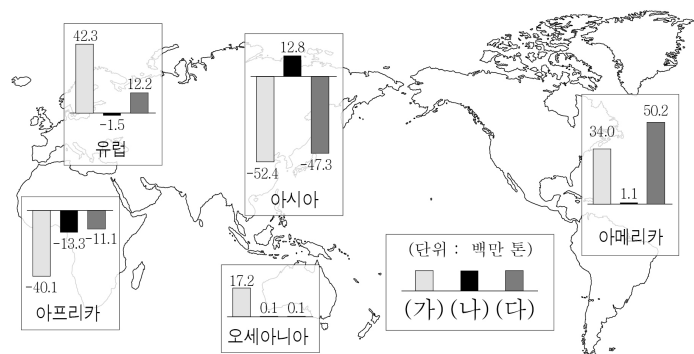 42.3
12.2
-1.5
유럽
12.8
-52.4
-47.3
아시아
34.0
50.2
1.1
아메리카
-13.3
-11.1
-40.1
아프리카
17.2
0.1
0.1
오세아니아
(단위 : 백만 톤)
(가) (나) (다)